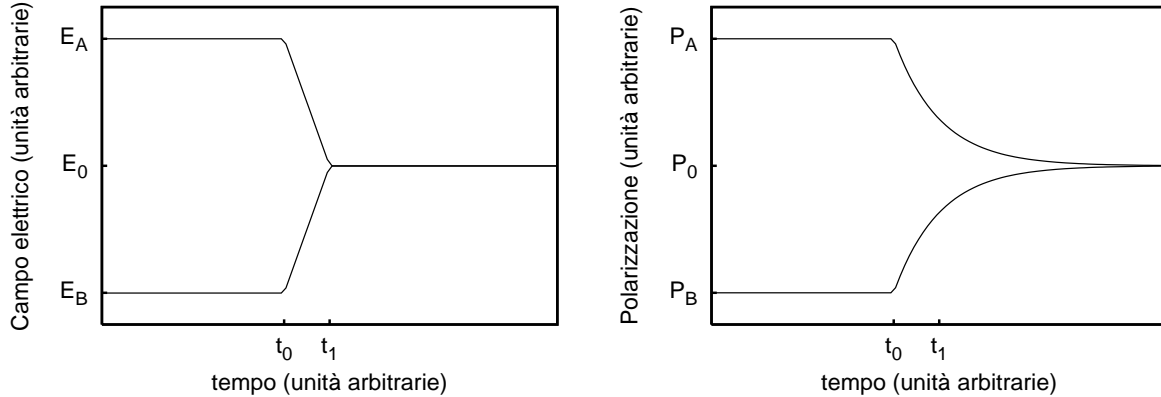 Campo elettrico (unità arbitrarie)
E_A
E_0
E_B
t_0 t_1
tempo (unità arbitrarie)
Polarizzazione (unità arbitrarie)
P_A
P_0
P_B
t_0 t_1
tempo (unità arbitrarie)